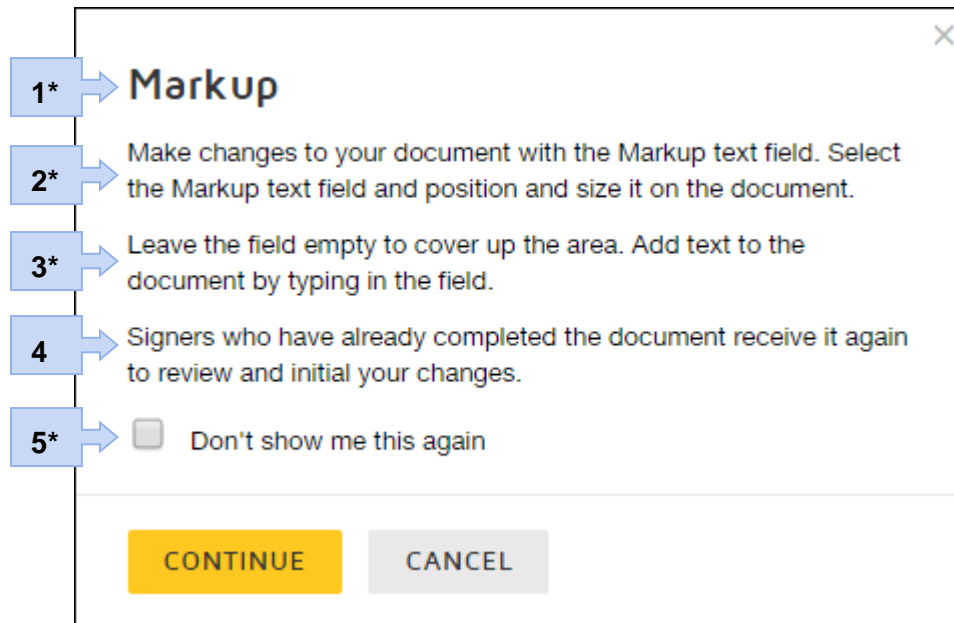 ×
1* Markup
2* Make changes to your document with the Markup text field. Select
the Markup text field and position and size it on the document.
3* Leave the field empty to cover up the area. Add text to the
document by typing in the field.
4 Signers who have already completed the document receive it again
to review and initial your changes.
5* Don't show me this again
CONTINUE CANCEL